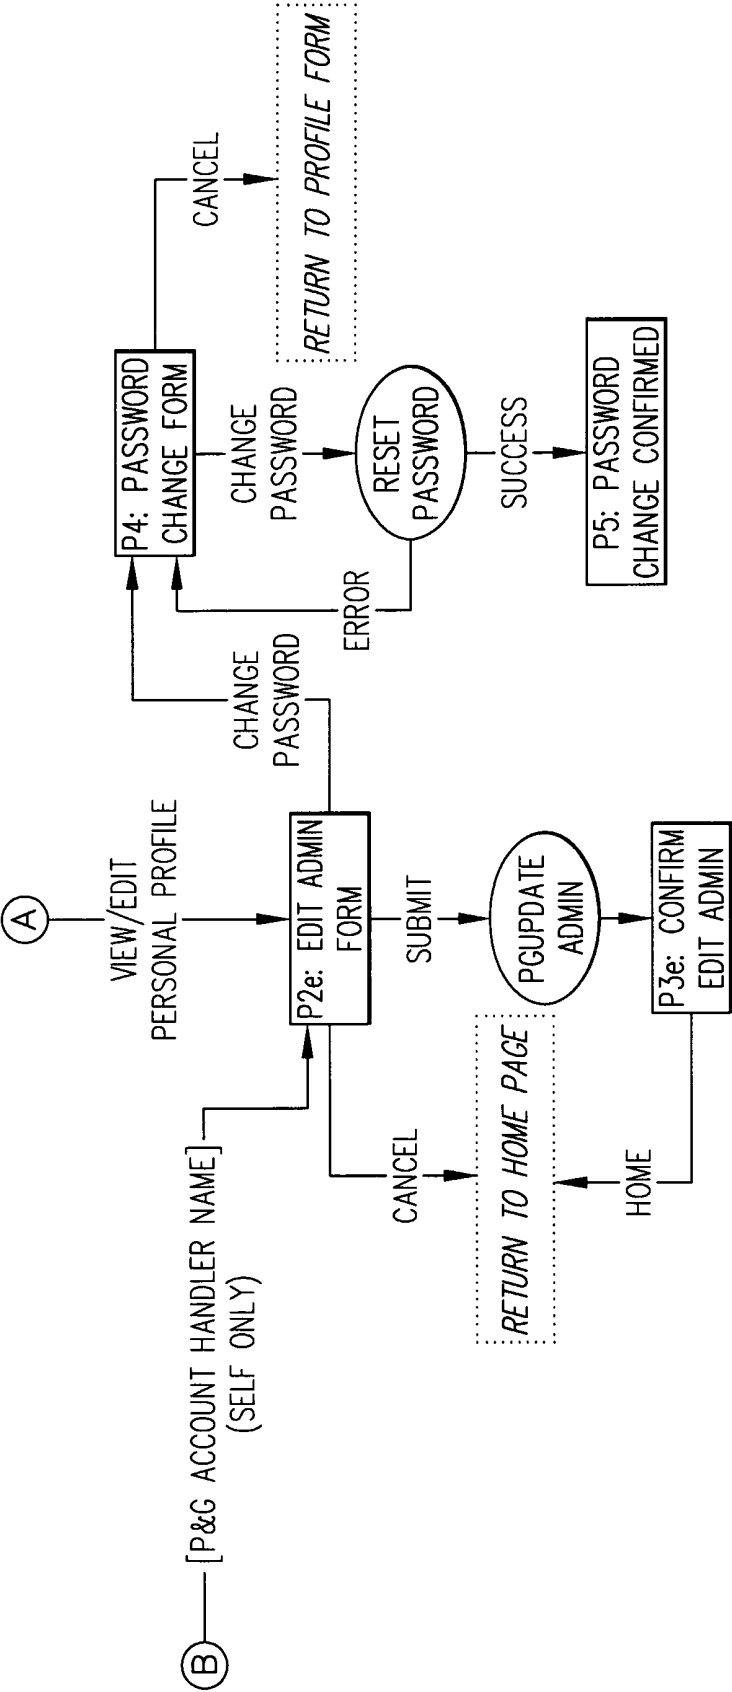 A
VIEW/EDIT
PERSONAL PROFILE
B
[P&G ACCOUNT HANDLER NAME]
(SELF ONLY)
P2e: EDIT ADMIN
FORM
CHANGE
PASSWORD
P4: PASSWORD
CHANGE FORM
CANCEL
RETURN TO PROFILE FORM
CHANGE
PASSWORD
ERROR
RESET
PASSWORD
SUCCESS
P5: PASSWORD
CHANGE CONFIRMED
CANCEL
RETURN TO HOME PAGE
SUBMIT
PGUPDATE
ADMIN
P3e: CONFIRM
EDIT ADMIN
HOME